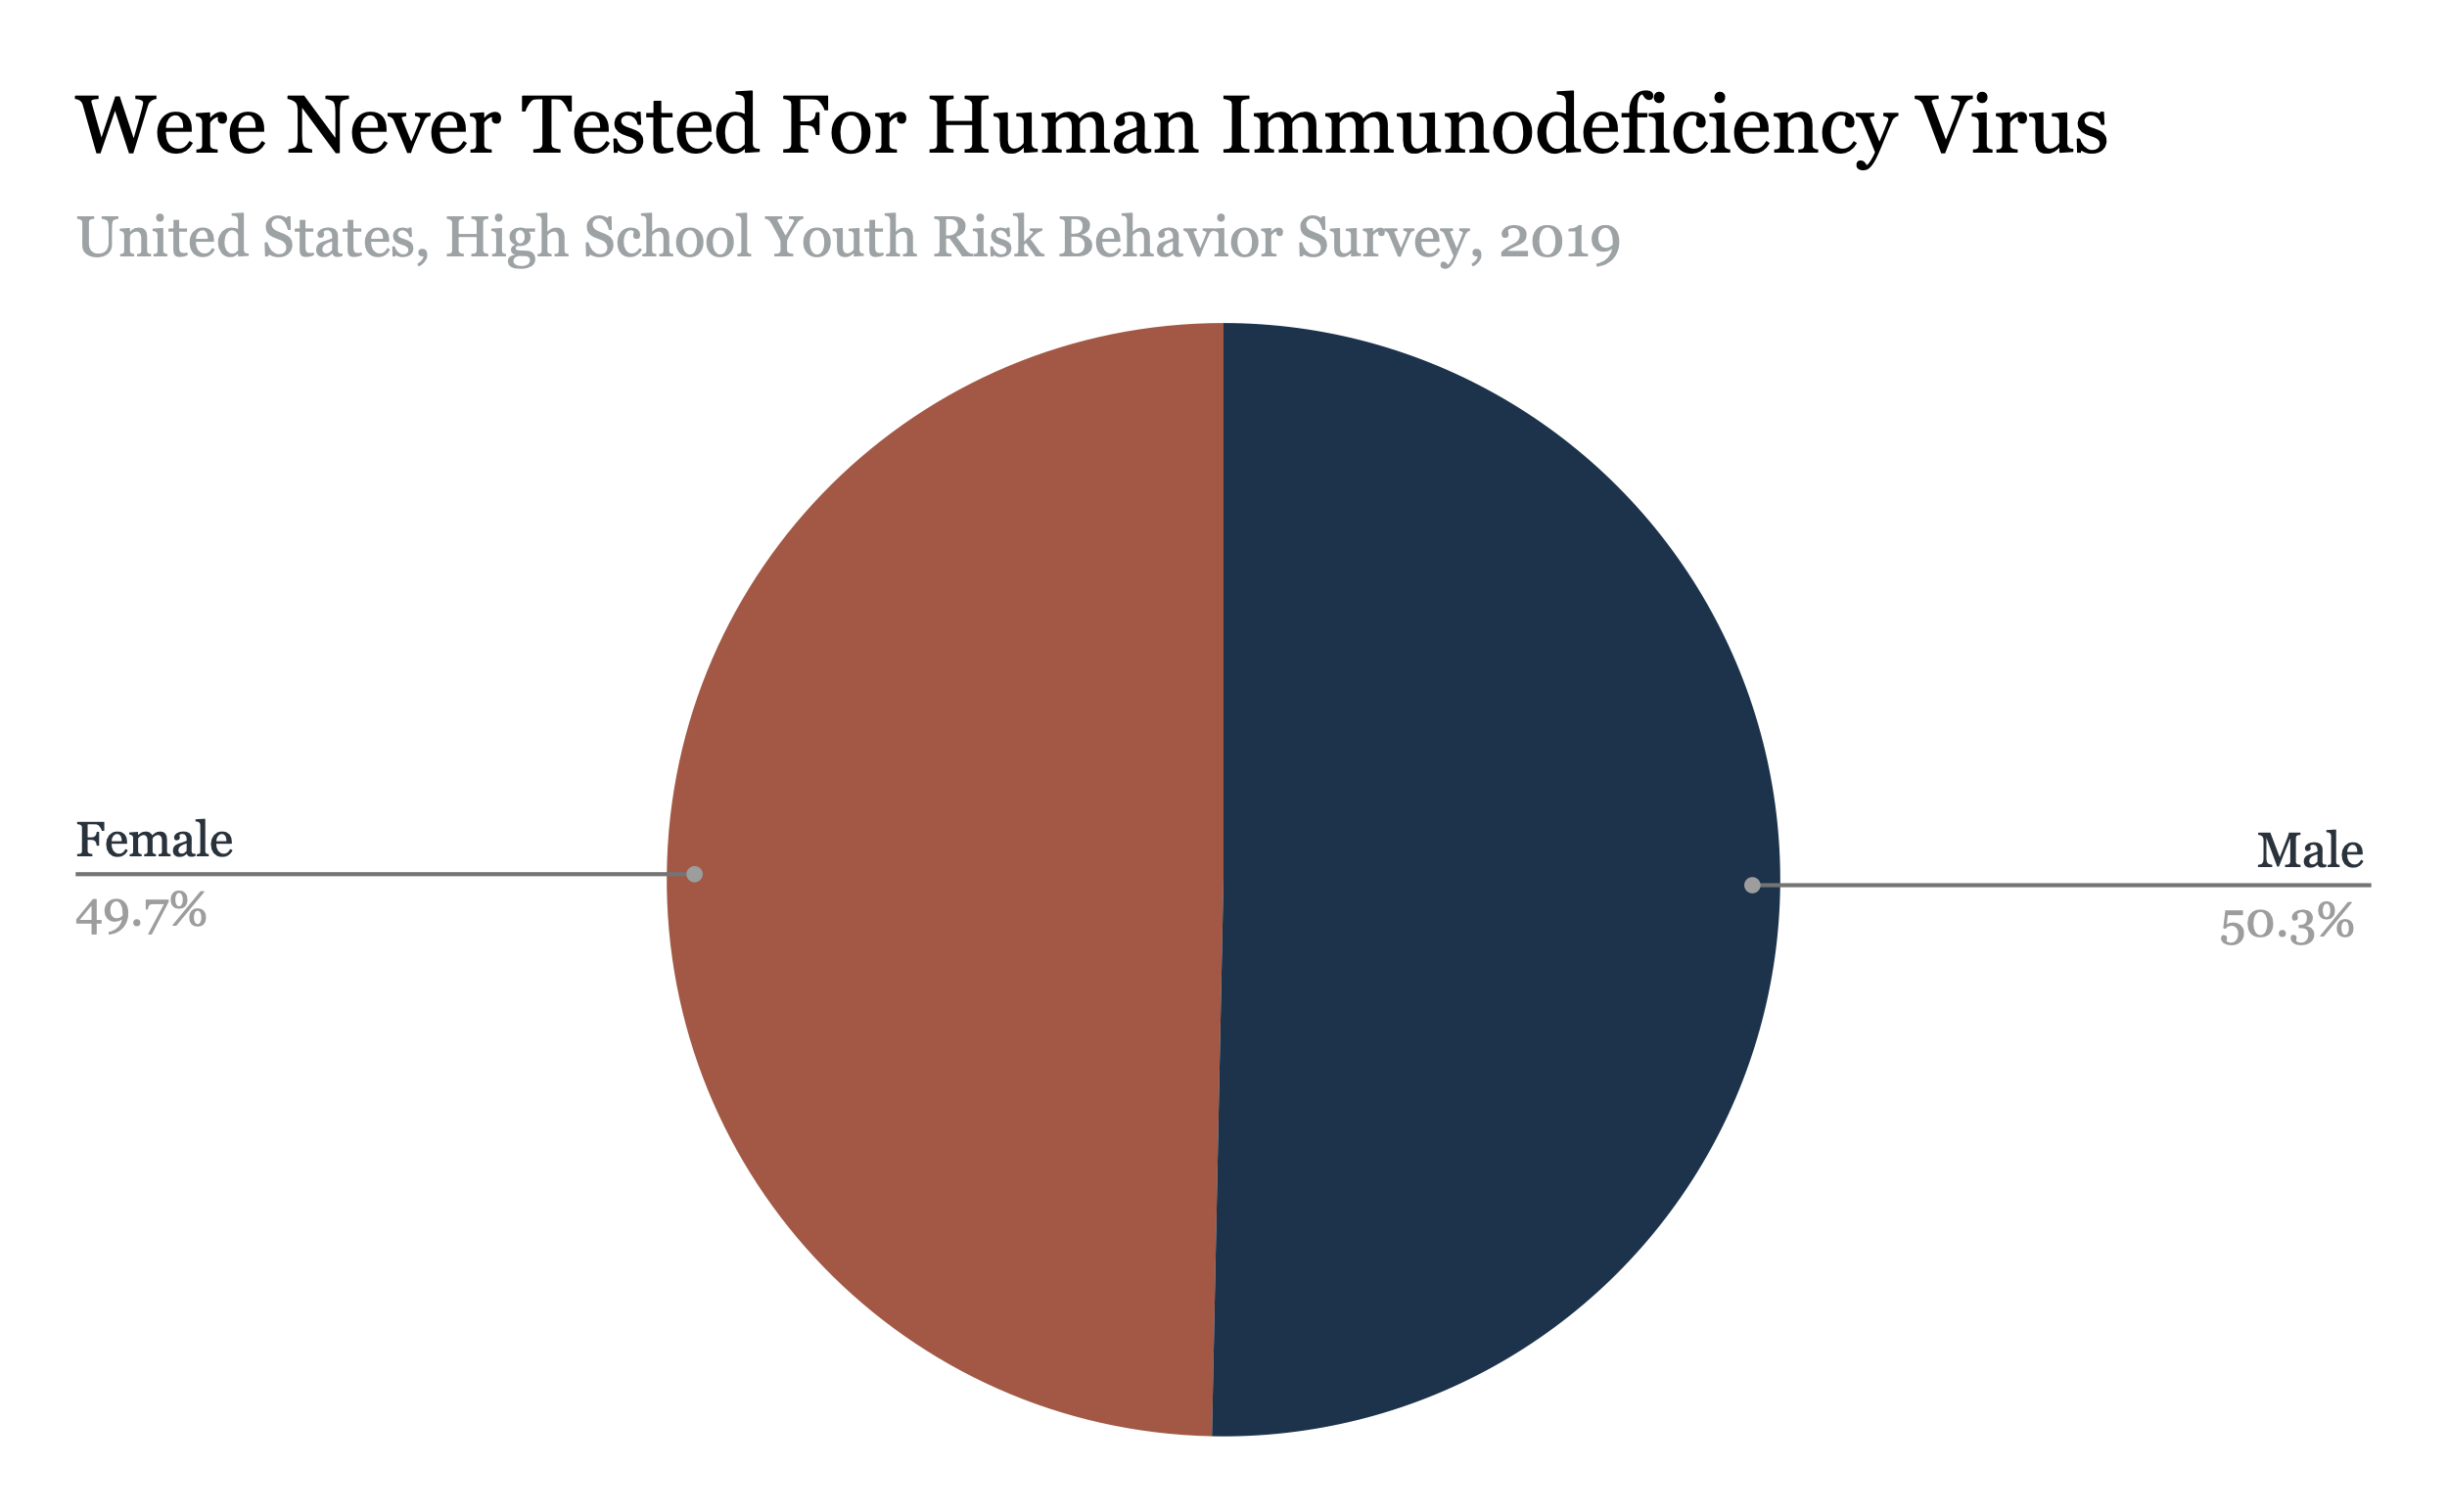 Were Never Tested For Human Immunodeficiency Virus
United States, High School Youth Risk Behavior Survey, 2019
Female
49.7%
Male
50.3%